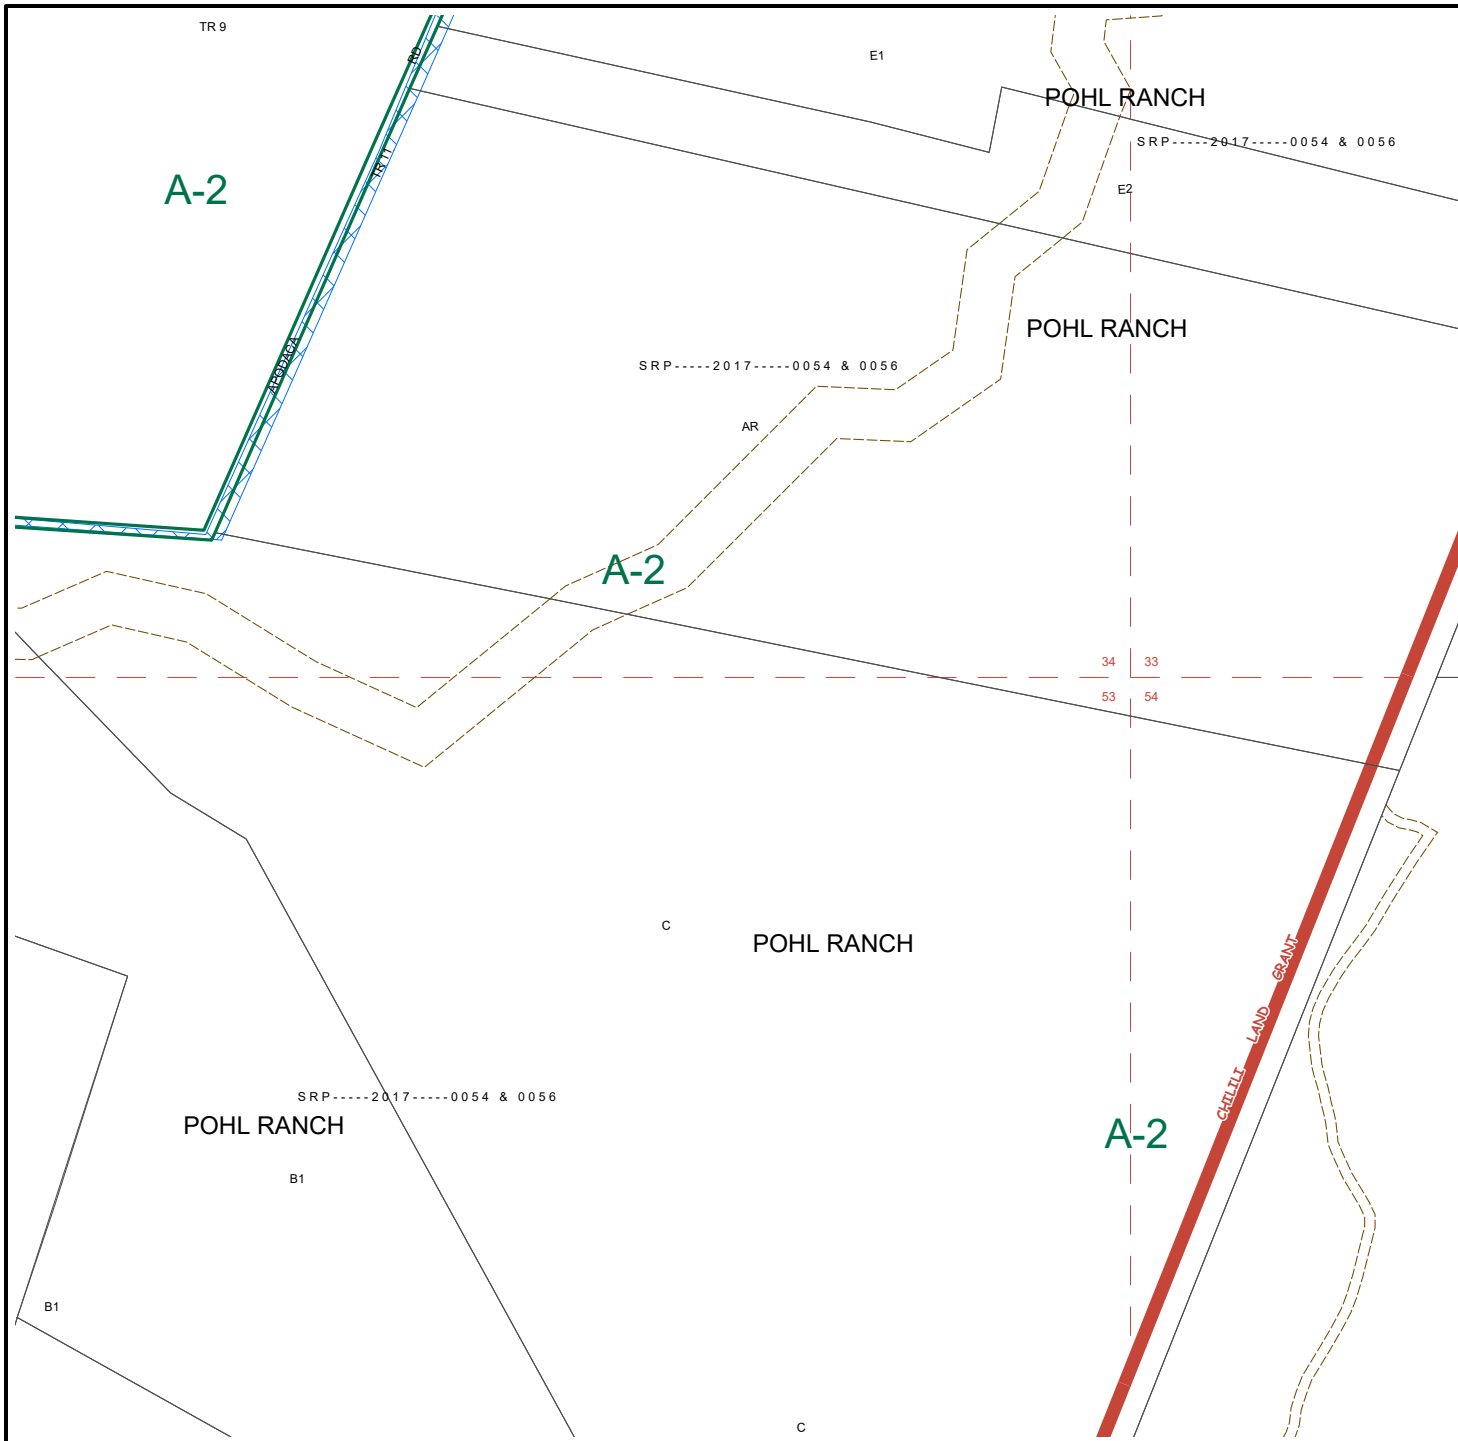 TR 9
RD
E1
POHL RANCH
SRP-----2017-----0054 & 0056
TR 11
A-2
E2
POHL RANCH
APODACA
SRP-----2017-----0054 & 0056
AR
A-2
34 33
53 54
C
POHL RANCH
CHILILI LAND GRANT
SRP-----2017-----0054 & 0056
POHL RANCH
A-2
B1
B1
C